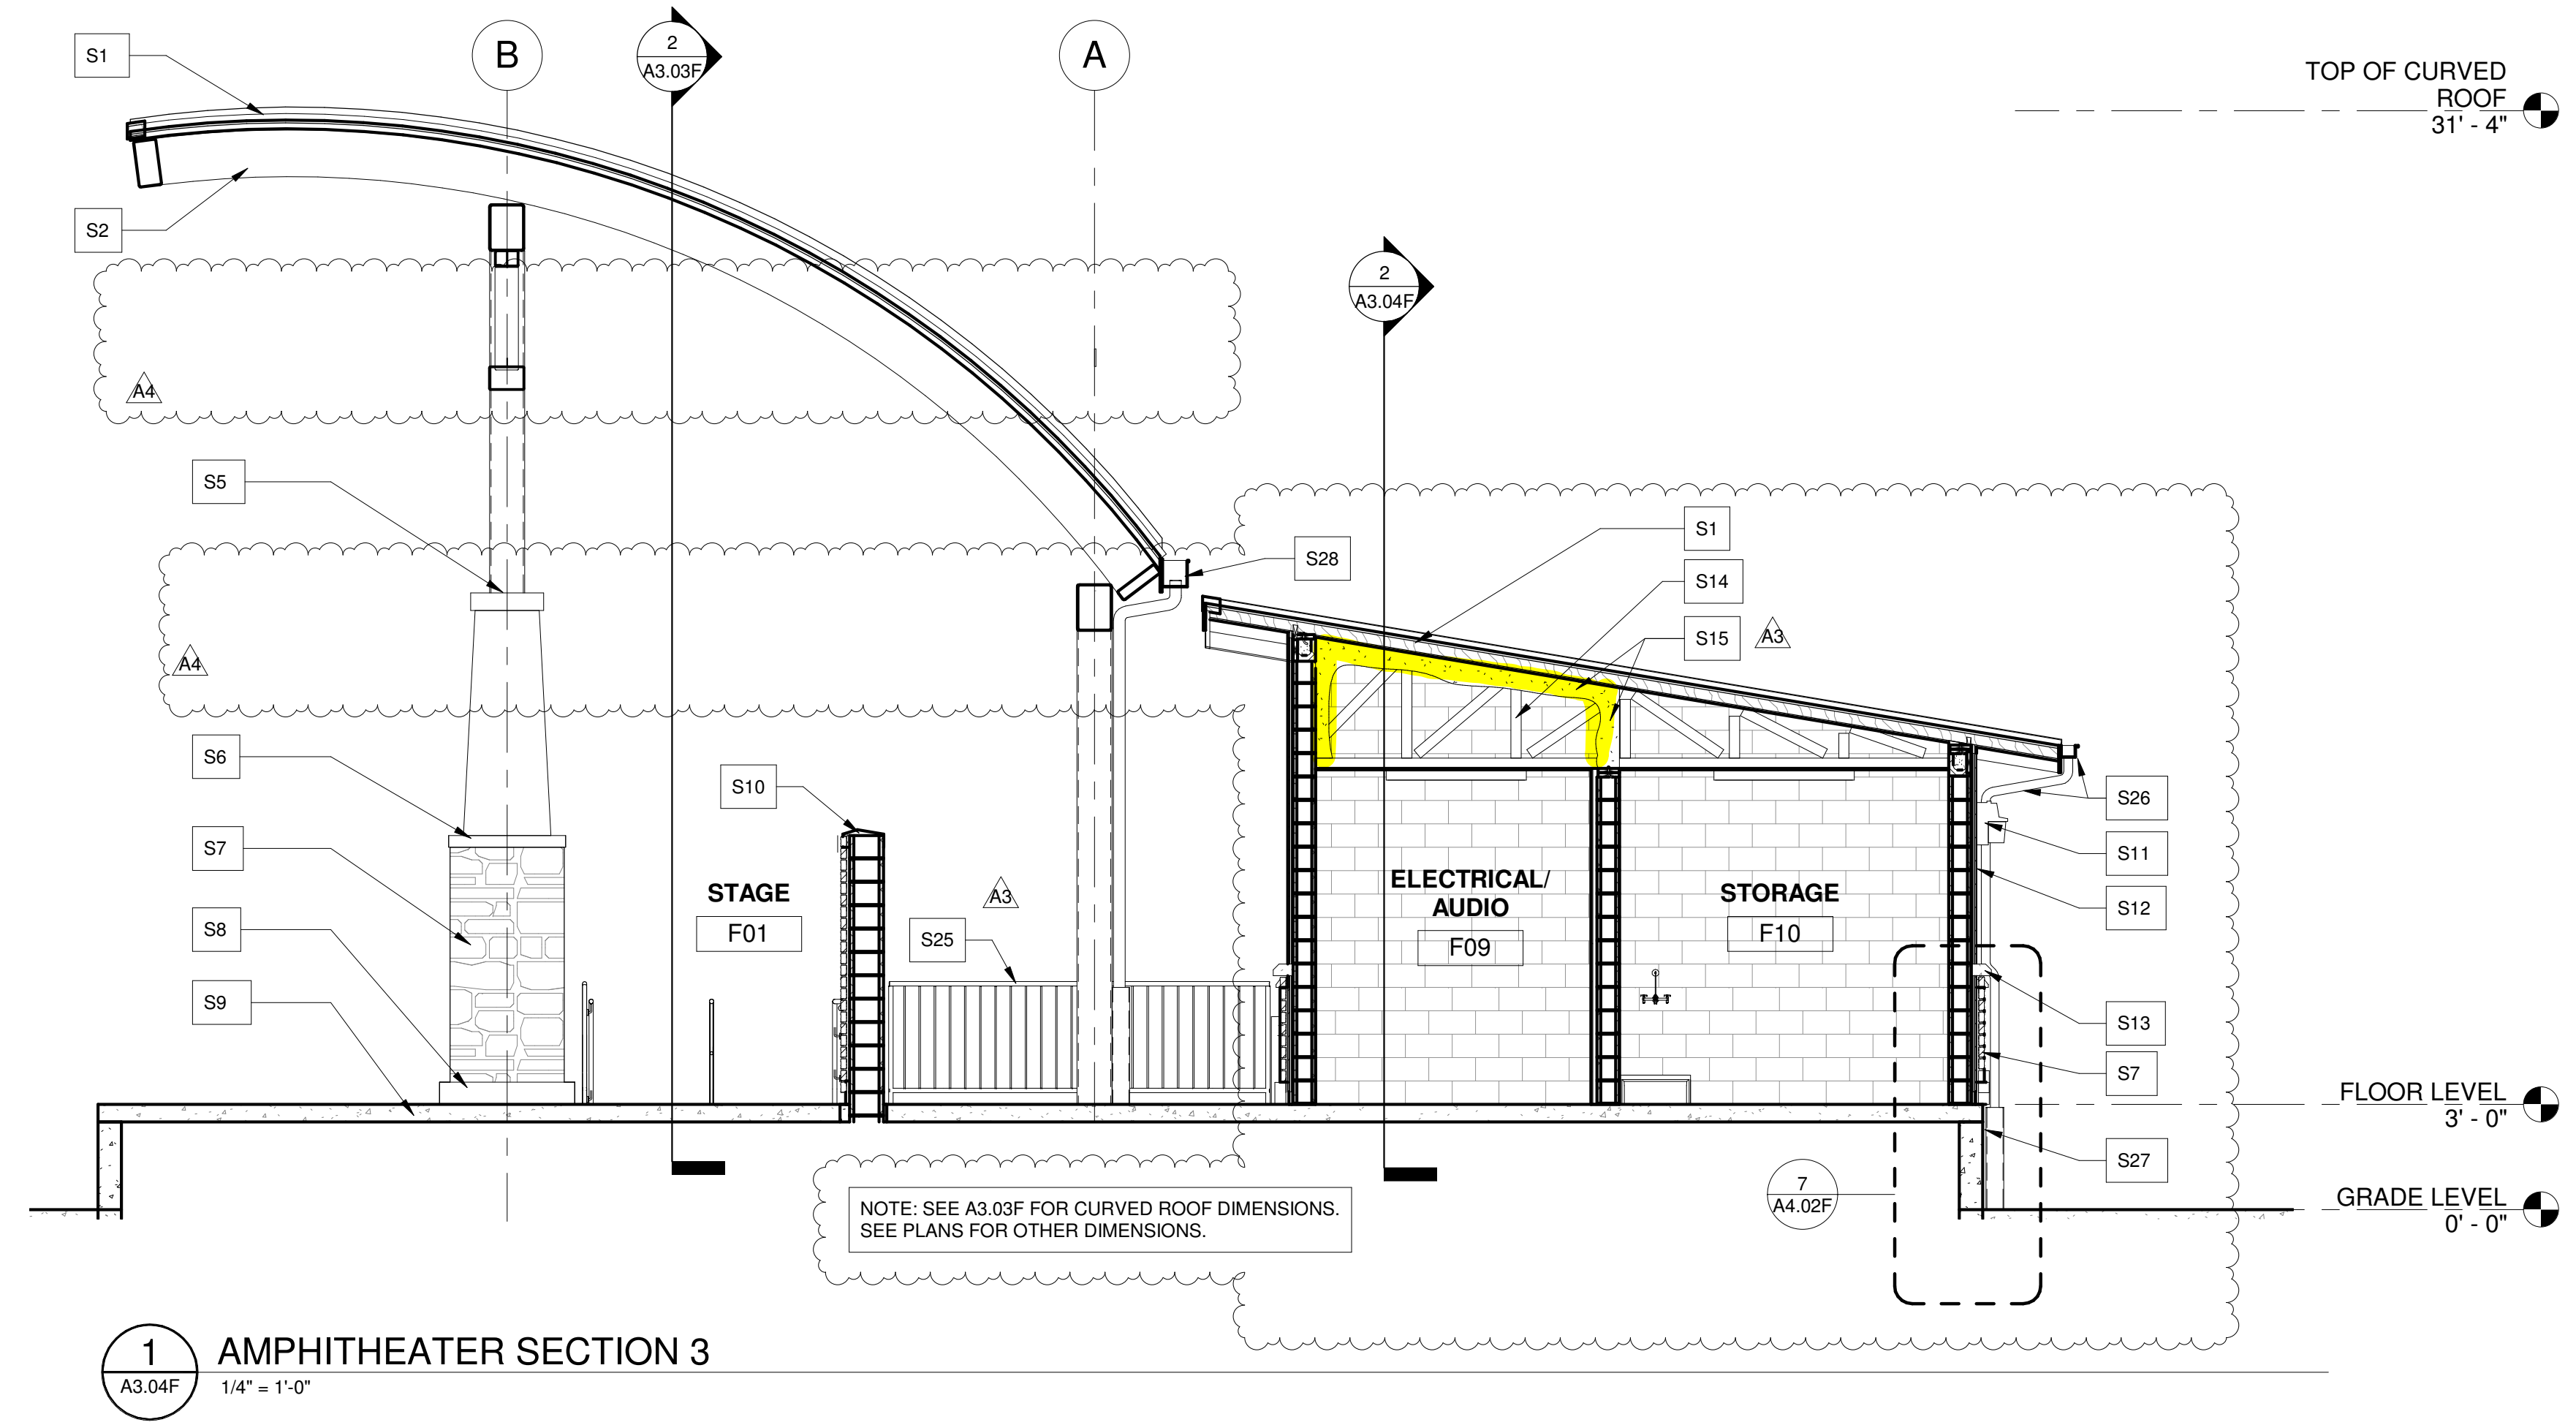 S1
B
2
A3.03F
A
TOP OF CURVED
ROOF
31' - 4"
S2
2
A3.04F
A4
S5
S1
S28
S14
S15
A3
A4
S6
S10
S26
S7
S11
ELECTRICAL/
AUDIO
F09
STAGE
F01
A3
STORAGE
F10
S12
S8
S25
S9
S13
S7
FLOOR LEVEL
3' - 0"
S27
7
A4.02F
NOTE: SEE A3.03F FOR CURVED ROOF DIMENSIONS.
SEE PLANS FOR OTHER DIMENSIONS.
GRADE LEVEL
0' - 0"
1
A3.04F
AMPHITHEATER SECTION 3
1/4" = 1'-0"